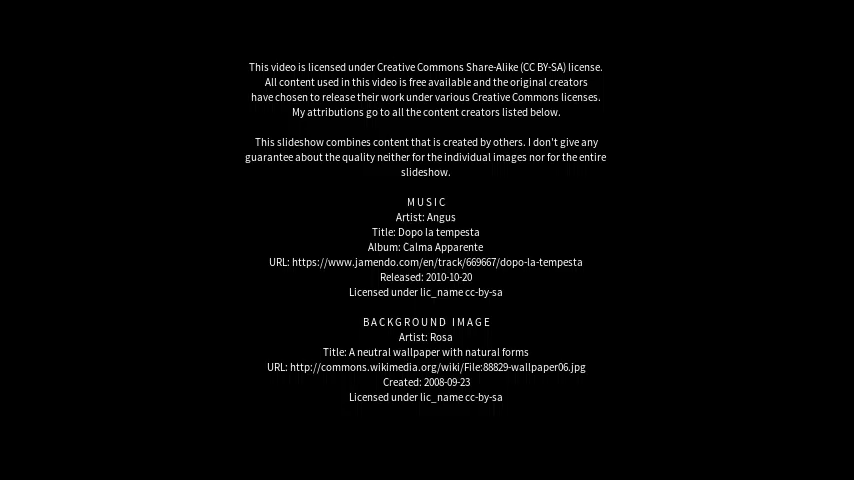 This video is licensed under Creative Commons Share-Alike (CC BY-SA) license.
All content used in this video is free available and the original creators
have chosen to release their work under various Creative Commons licenses.
My attributions go to all the content creators listed below.
This slideshow combines content that is created by others. I don't give any
guarantee about the quality neither for the individual images nor for the entire
slideshow.
MUSIC
Artist: Angus
Title: Dopo la tempesta
Album: Calma Apparente
URL: https://www.jamendo.com/en/track/669667/dopo-la-tempesta
Released: 2010-10-20
Licensed under lic_name cc-by-sa
BACKGROUND IMAGE
Artist: Rosa
Title: A neutral wallpaper with natural forms
URL: http://commons.wikimedia.org/wiki/File:88829-wallpaper06.jpg
Created: 2008-09-23
Licensed under lic_name cc-by-sa